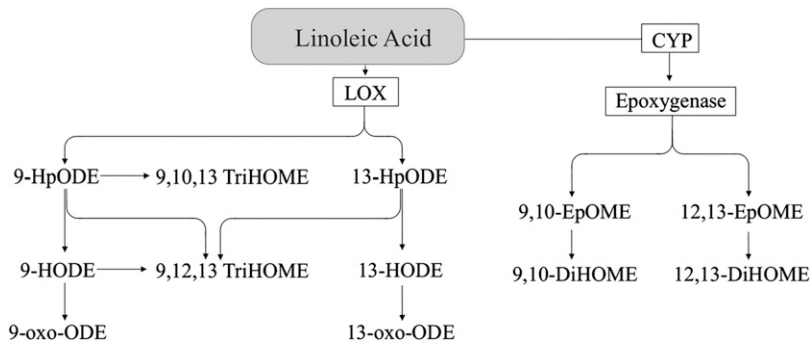 Linoleic Acid
CYP
LOX
Epoxygenase
9-HpODE
9,10,13 TriHOME
13-HpODE
9,10-EpOME
12,13-EpOME
9-HODE
9,12,13 TriHOME
13-HODE
9,10-DiHOME
12,13-DiHOME
9-oxo-ODE
13-oxo-ODE